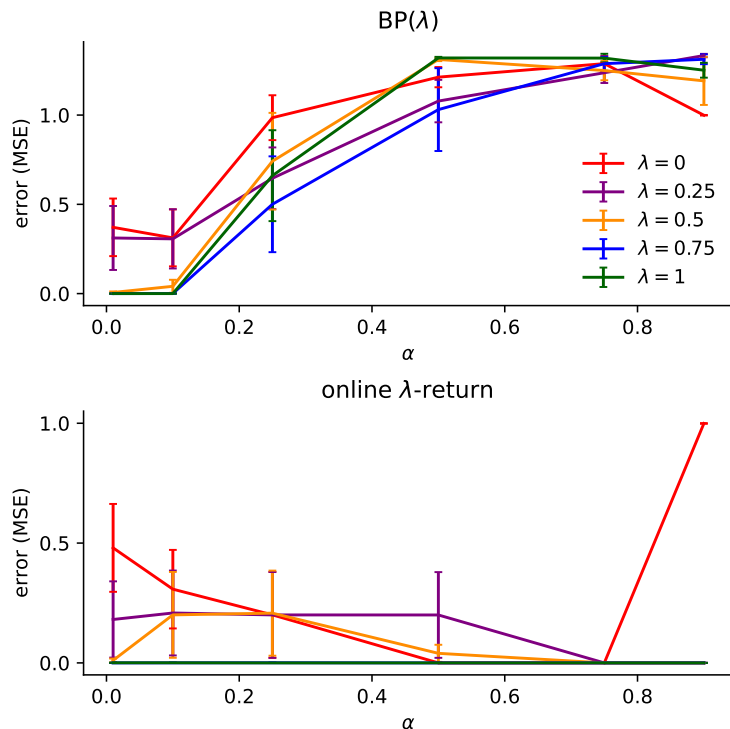 BP(λ)
error (MSE)
1.0
0.5
0.0
λ = 0
λ = 0.25
λ = 0.5
λ = 0.75
λ = 1
0.0 0.2 0.4 0.6 0.8
α
online λ-return
error (MSE)
1.0
0.5
0.0
0.0 0.2 0.4 0.6 0.8
α